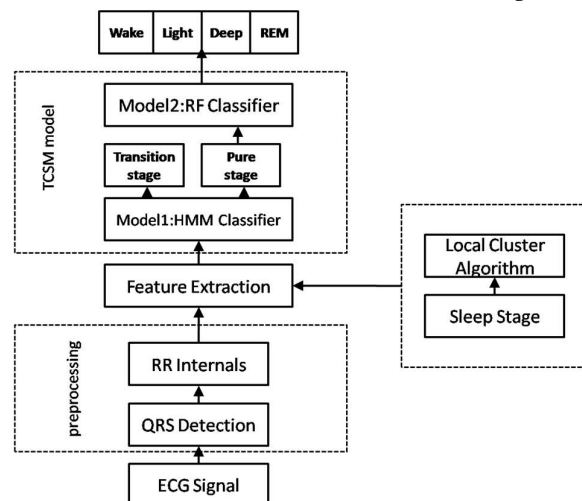 Wake Light Deep REM
TCSM model
Model2:RF Classifier
Transition
stage
Pure
stage
Model1:HMM Classifier
Feature Extraction
Local Cluster
Algorithm
Sleep Stage
preprocessing
RR Internals
QRS Detection
ECG Signal